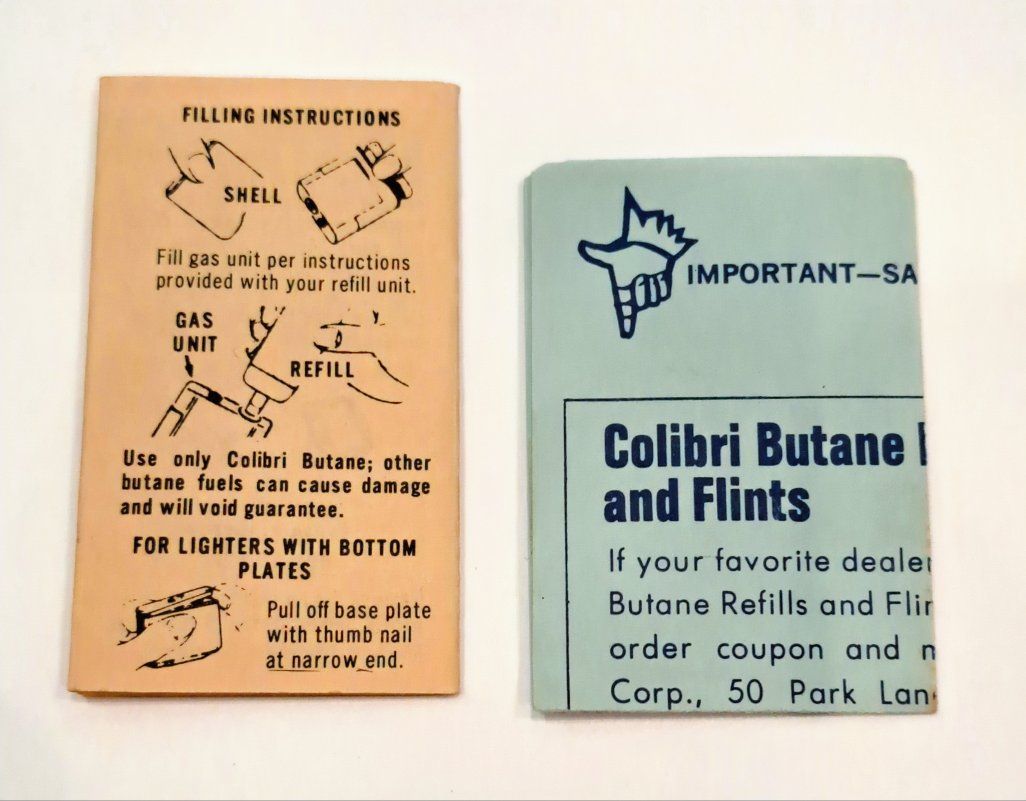 FILLING INSTRUCTIONS
SHELL
Fill gas unit per instructions
provided with your refill unit.
GAS
UNIT
REFILL
Use only Colibri Butane; other
butane fuels can cause damage
and will void guarantee.
FOR LIGHTERS WITH BOTTOM
PLATES
Pull off base plate
with thumb nail
at narrow end.
IMPORTANT—SA
Colibri Butane
and Flints
If your favorite dealer
Butane Refills and Flin
order coupon and m
Corp., 50 Park Lan